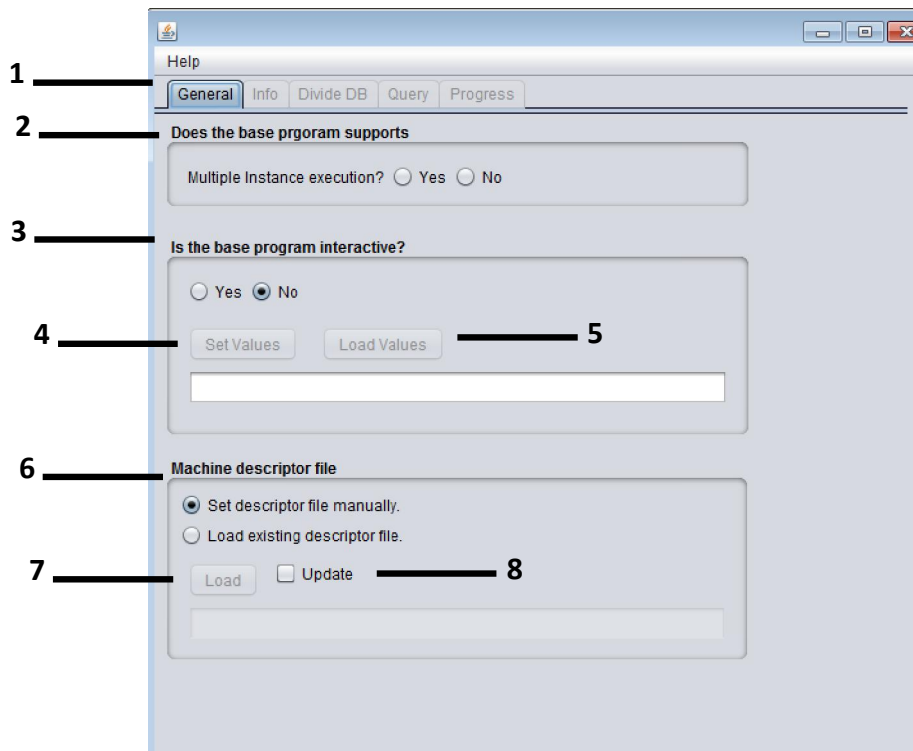 Help
1
General Info Divide DB Query Progress
2
Does the base prgoram supports
Multiple Instance execution? Yes No
3
Is the base program interactive?
Yes No
4
Set Values Load Values
5
6
Machine descriptor file
Set descriptor file manually.
Load existing descriptor file.
7
Load Update
8